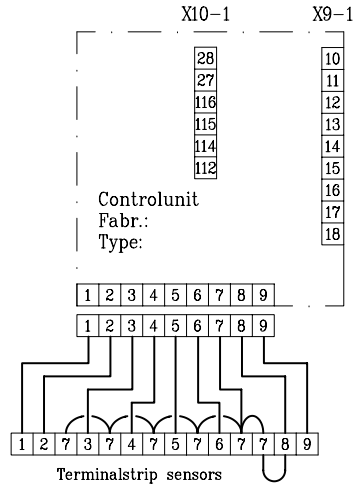 X10-1 X9-1
28 10
27 11
116 12
115 13
114 14
112 15
16
17
18
Controlunit
Fabr.:
Type:
1 2 3 4 5 6 7 8 9
1 2 3 4 5 6 7 8 9
1 2 7 3 7 4 7 5 7 6 7 7 8 9
Terminalstrip sensors